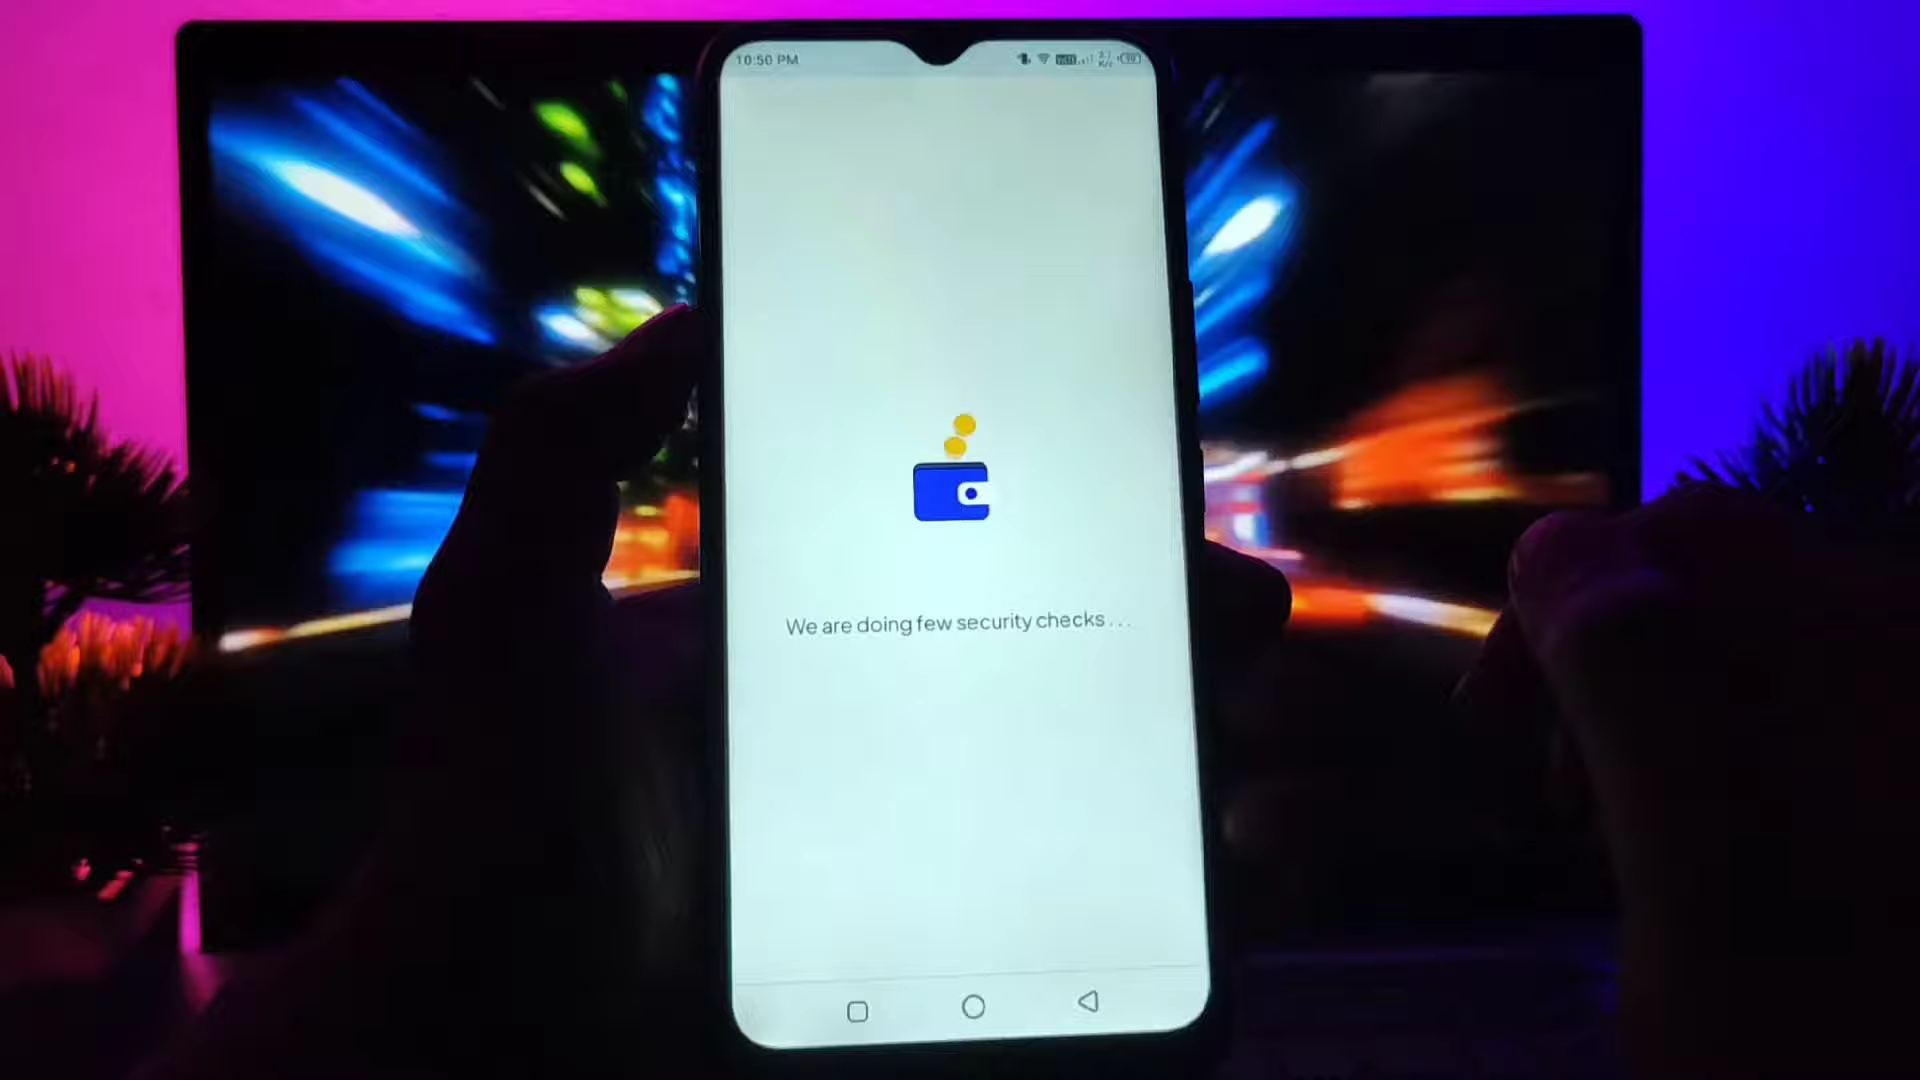 10:50 PM
We are doing few security checks . . .